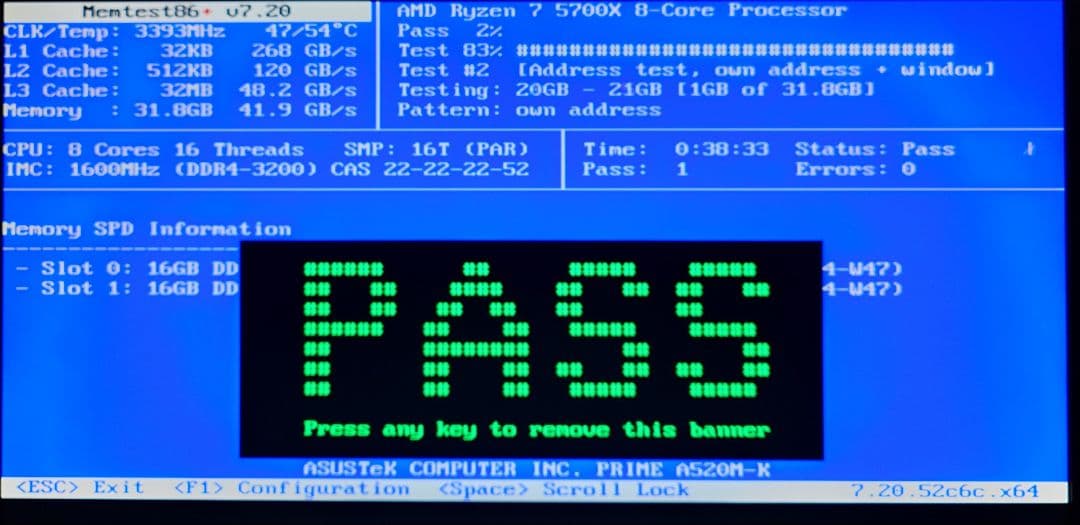 Memtest86+ v7.20
CLK/Temp: 3393MHz 47/54°C
L1 Cache: 32KB 268 GB/s
L2 Cache: 512KB 120 GB/s
L3 Cache: 32MB 48.2 GB/s
Memory : 31.8GB 41.9 GB/s
AMD Ryzen 7 5700X 8-Core Processor
Pass 2%
Test 83% #################################
Test #2 [Address test, own address + window]
Testing: 20GB - 21GB [1GB of 31.8GB]
Pattern: own address
CPU: 8 Cores 16 Threads SMP: 16T (PAR)
IMC: 1600MHz (DDR4-3200) CAS 22-22-22-52
Time: 0:38:33 Status: Pass
Pass: 1 Errors: 0
Memory SPD Information
- Slot 0: 16GB DD 4-W47)
- Slot 1: 16GB DD 4-W47)
PASS
Press any key to remove this banner
ASUSTeK COMPUTER INC. PRIME A520M-K
<ESC> Exit <F1> Configuration <Space> Scroll Lock 7.20.52c6c.x64